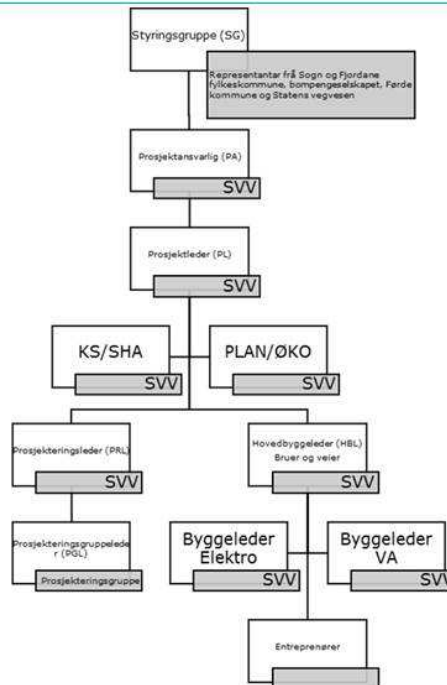 Styringsgruppe (SG)
Representantar frå Sogn og Fjordane
fylkeskommune, bompengeselskapet, Førde
kommune og Statens vegvesen
Prosjektansvarlig (PA)
SVV
Prosjektleder (PL)
SVV
KS/SHA
SVV
PLAN/ØKO
SVV
Prosjekteringsleder (PRL)
SVV
Hovedbyggeleder (HBL)
Bruer og veier
SVV
Prosjekteringsgruppelede
r (PGL)
Prosjekteringsgruppe
Byggeleder
Elektro
SVV
Byggeleder
VA
SVV
Entreprenører